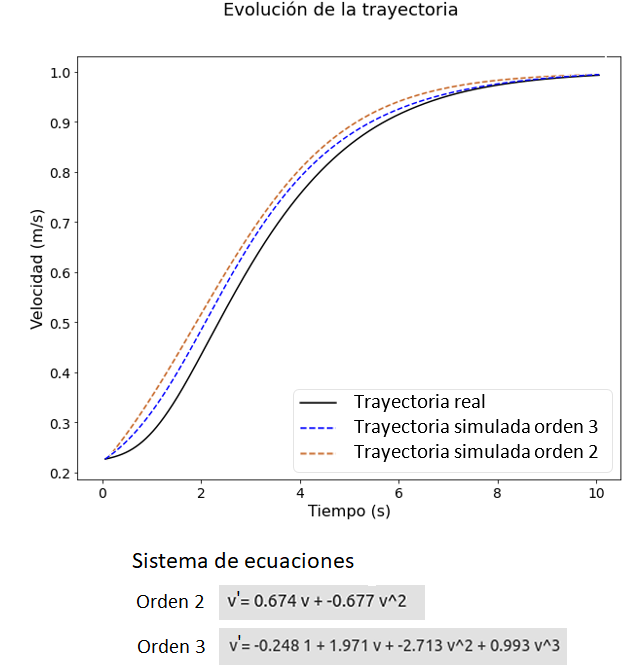 Evolución de la trayectoria
1.0
0.9
0.8
0.7
0.6
0.5
0.4
0.3
0.2
Velocidad (m/s)
Trayectoria real
Trayectoria simulada orden 3
Trayectoria simulada orden 2
0 2 4 6 8 10
Tiempo (s)
Sistema de ecuaciones
Orden 2 v'= 0.674 v + -0.677 v^2
Orden 3 v'= -0.248 1 + 1.971 v + -2.713 v^2 + 0.993 v^3